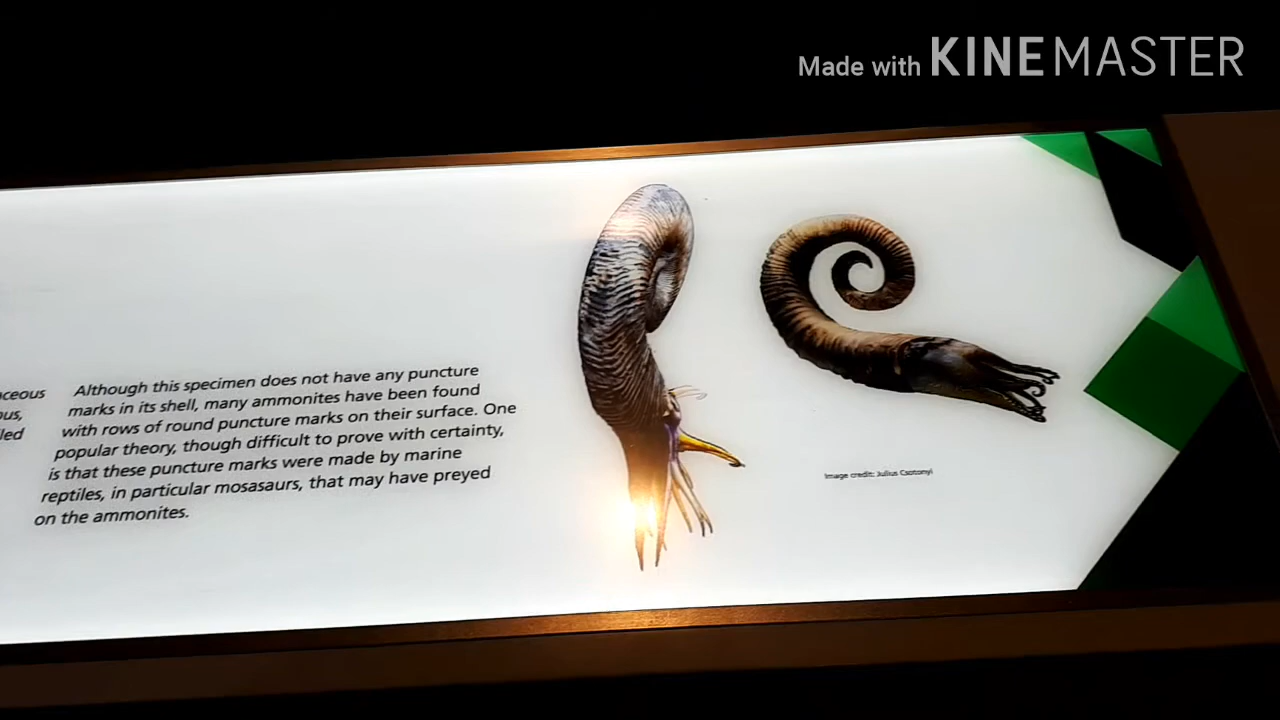 Made with KINEMASTER
Although this specimen does not have any puncture
marks in its shell, many ammonites have been found
with rows of round puncture marks on their surface. One
popular theory, though difficult to prove with certainty,
is that these puncture marks were made by marine
reptiles, in particular mosasaurs, that may have preyed
on the ammonites.
Image credit: Julius Csotonyi